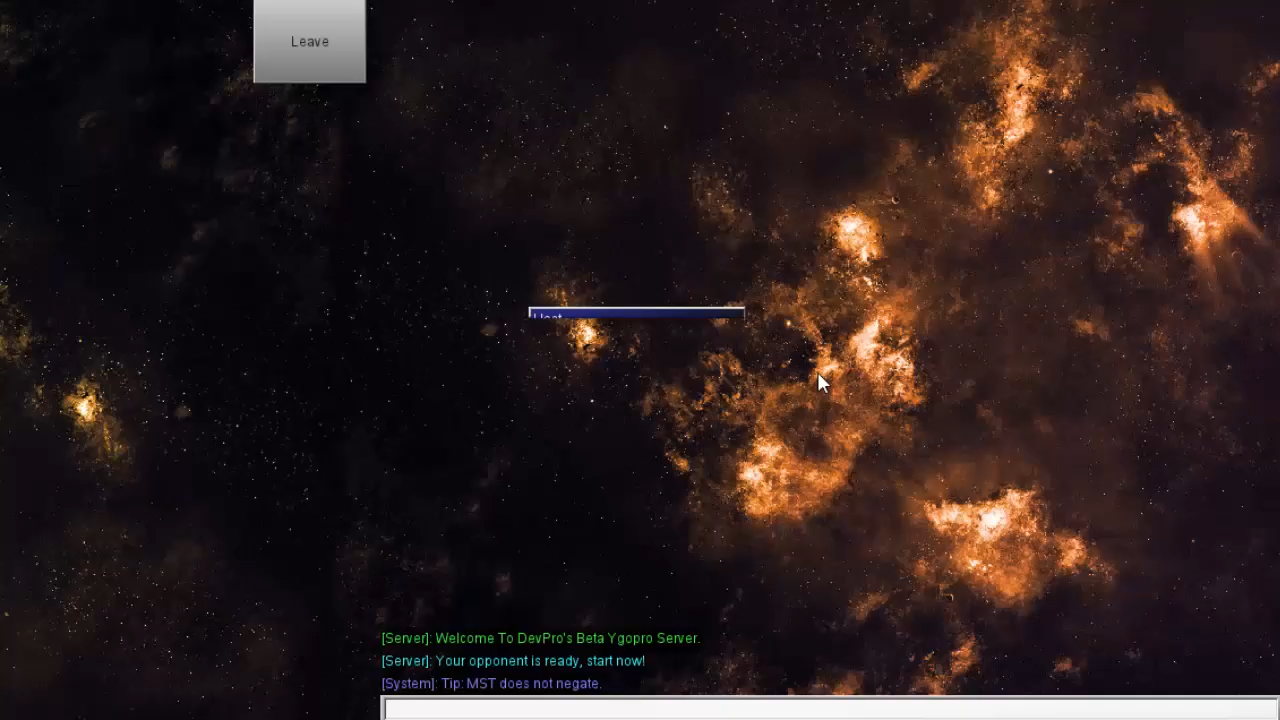 Leave
[Server]: Welcome To DevPro's Beta Ygopro Server.
[Server]: Your opponent is ready, start now!
[System]: Tip: MST does not negate.